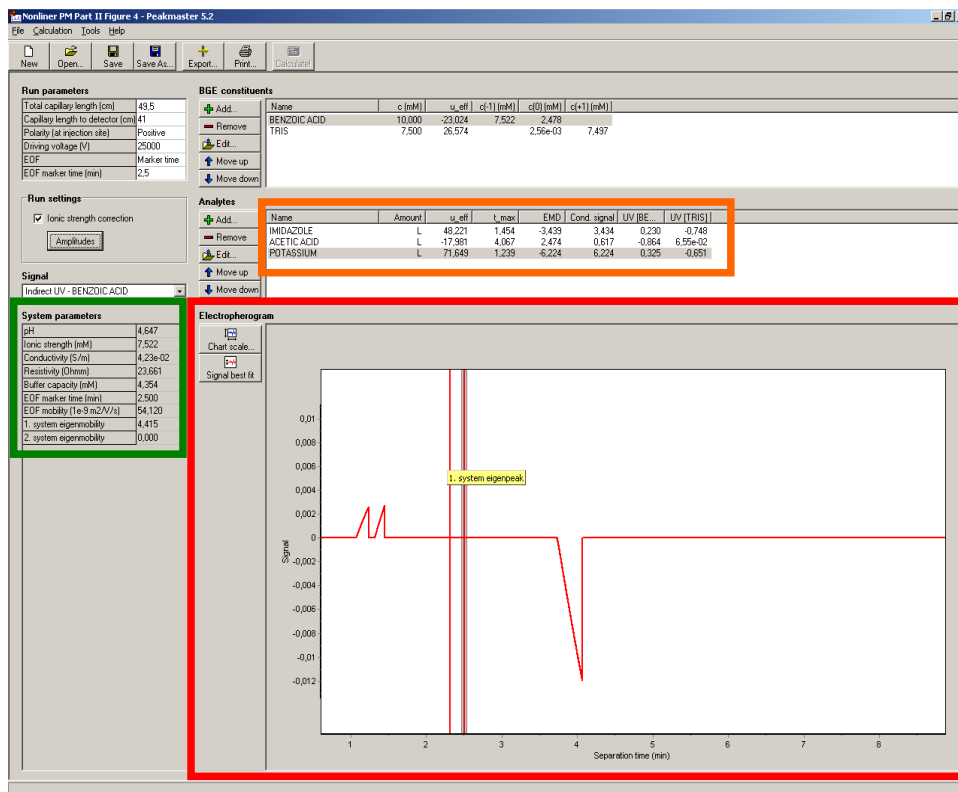 Nonliner PM Part II Figure 4 - Peakmaster 5.2
File Calculation Tools Help
New Open... Save Save As... Export... Print... Calculate!
Run parameters
Total capillary length (cm) 49,5
Capillary length to detector (cm) 41
Polarity (at injection site) Positive
Driving voltage (V) 25000
EOF Marker time
EOF marker time (min) 2,5
Run settings
Ionic strength correction
Amplitudes
Signal
Indirect UV - BENZOIC ACID
System parameters
pH 4,647
Ionic strength (mM) 7,522
Conductivity (S/m) 4,23e-02
Resistivity (Ohmm) 23,661
Buffer capacity (mM) 4,354
EOF marker time (min) 2,500
EOF mobility (1e-9 m2/V/s) 54,120
1. system eigenmobility 4,415
2. system eigenmobility 0,000
BGE constituents
Add...
Remove
Edit...
Move up
Move down
Name c (mM) u_eff c(-1) (mM) c(0) (mM) c(+1) (mM)
BENZOIC ACID 10,000 -23,024 7,522 2,478
TRIS 7,500 26,574 2,56e-03 7,497
Analytes
Add...
Remove
Edit...
Move up
Move down
Name Amount u_eff t_max EMD Cond. signal UV [BE... UV [TRIS]
IMIDAZOLE L 48,221 1,454 -3,439 3,434 0,230 -0,748
ACETIC ACID L -17,981 4,067 2,474 0,617 -0,864 6,55e-02
POTASSIUM L 71,649 1,239 -6,224 6,224 0,325 -0,651
Electropherogram
Chart scale...
Signal best fit
0,01
0,008
0,006
1. system eigenpeak
0,004
0,002
0
Signal
-0,002
-0,004
-0,006
-0,008
-0,01
-0,012
1 2 3 4 5 6 7 8
Separation time (min)